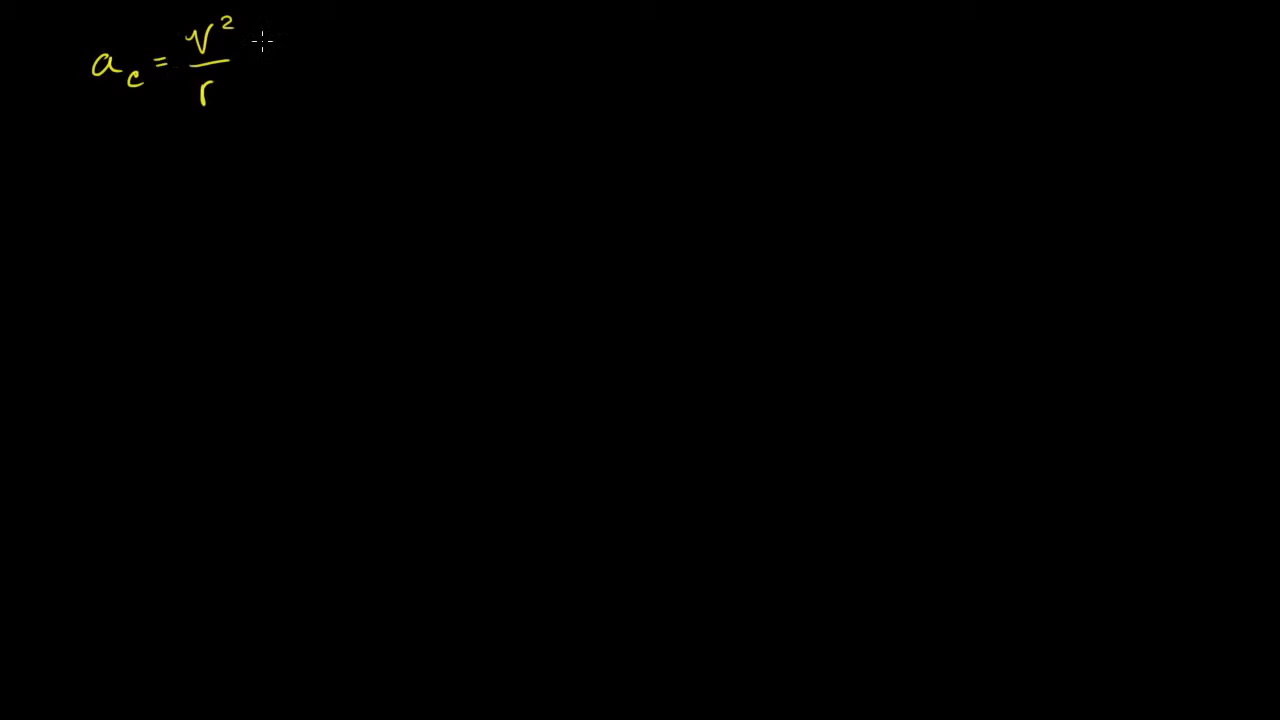 a_c = v²/r